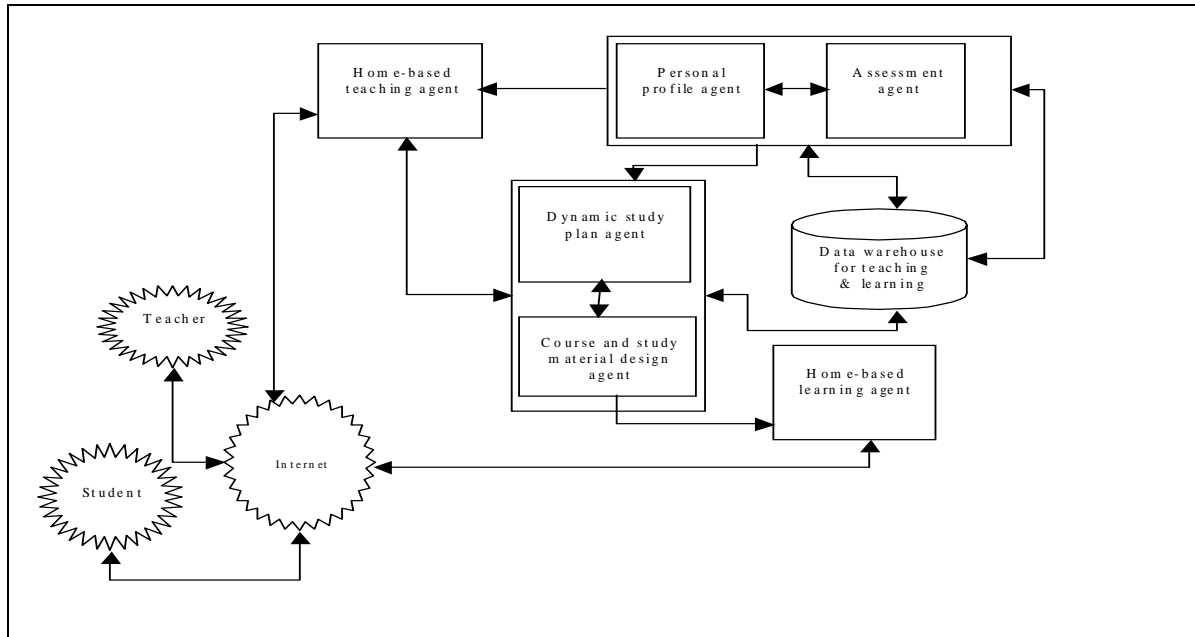 Home-based
teaching agent
Personal
profile agent
Assessment
agent
Dynamic study
plan agent
Data warehouse
for teaching
& learning
Teacher
Course and study
material design
agent
Home-based
learning agent
Internet
Student